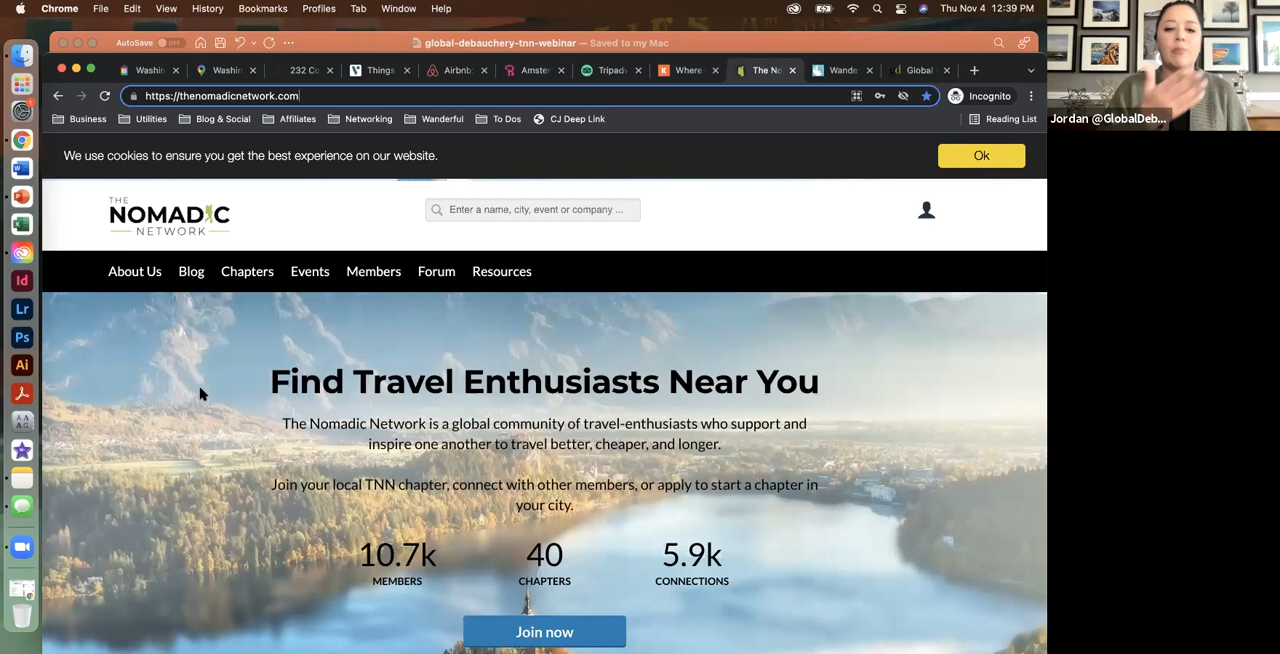 Chrome File Edit View History Bookmarks Profiles Tab Window Help Thu Nov 4 12:39 PM
AutoSave OFF global-debauchery-tnn-webinar — Saved to my Mac
Washin Washin 232 Co Things Airbnb: Amster Tripad Where The No Wande Global
https://thenomadicnetwork.com Incognito
Business Utilities Blog & Social Affiliates Networking Wanderful To Dos CJ Deep Link Reading List
Jordan @GlobalDeb...
We use cookies to ensure you get the best experience on our website. Ok
THE
NOMADIC
NETWORK
Enter a name, city, event or company ...
About Us Blog Chapters Events Members Forum Resources
Find Travel Enthusiasts Near You
The Nomadic Network is a global community of travel-enthusiasts who support and
inspire one another to travel better, cheaper, and longer.
Join your local TNN chapter, connect with other members, or apply to start a chapter in
your city.
10.7k 40 5.9k
MEMBERS CHAPTERS CONNECTIONS
Join now
Id
Lr
Ps
Ai